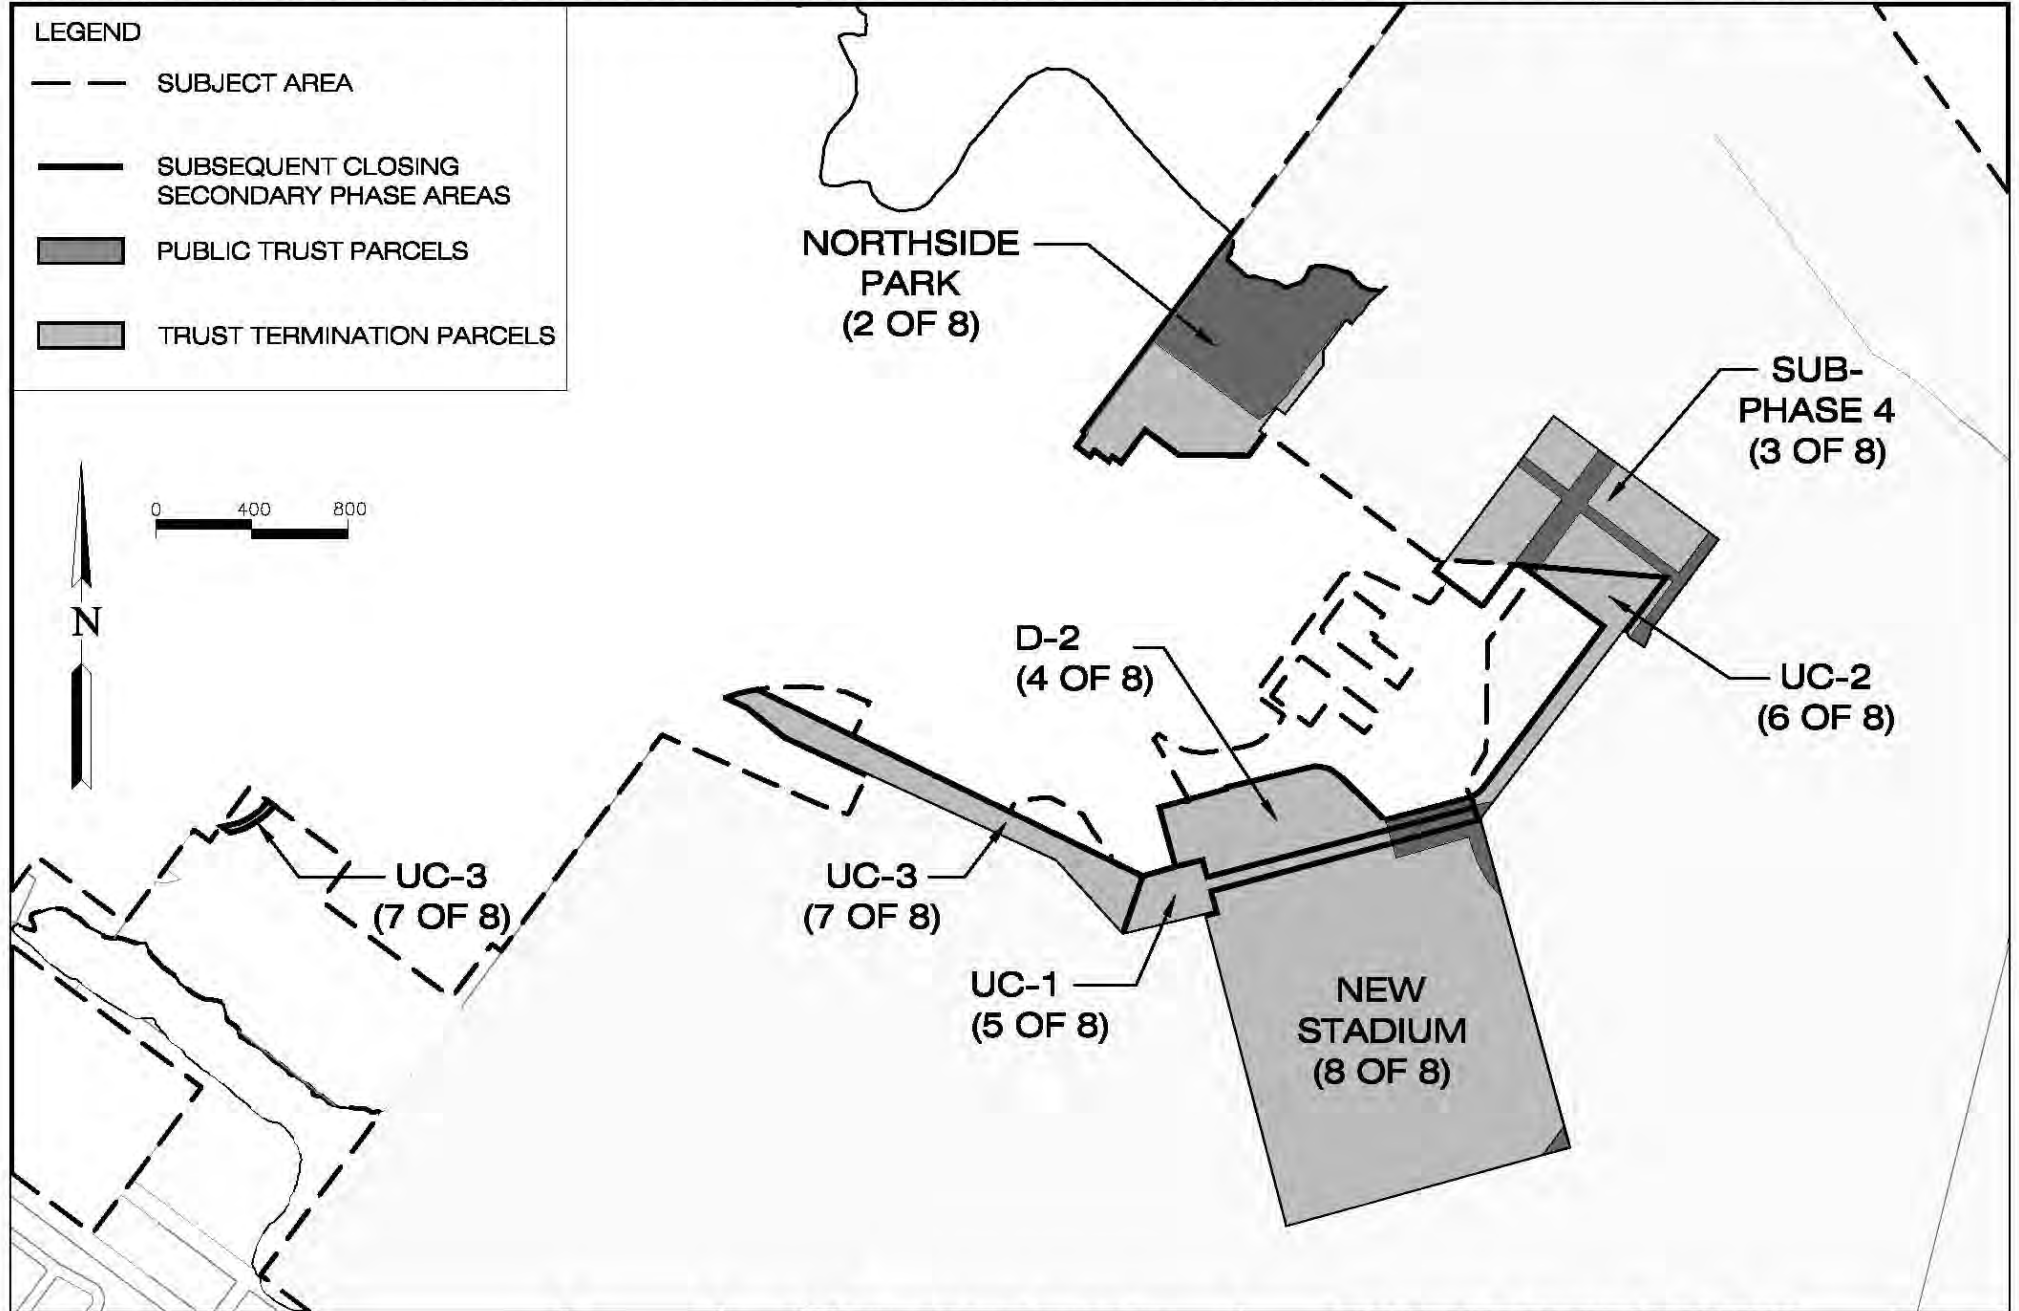 LEGEND
SUBJECT AREA
SUBSEQUENT CLOSING
SECONDARY PHASE AREAS
PUBLIC TRUST PARCELS
TRUST TERMINATION PARCELS
NORTHSIDE
PARK
(2 OF 8)
SUB-
PHASE 4
(3 OF 8)
0 400 800
N
D-2
(4 OF 8)
UC-2
(6 OF 8)
UC-3
(7 OF 8)
UC-3
(7 OF 8)
UC-1
(5 OF 8)
NEW
STADIUM
(8 OF 8)